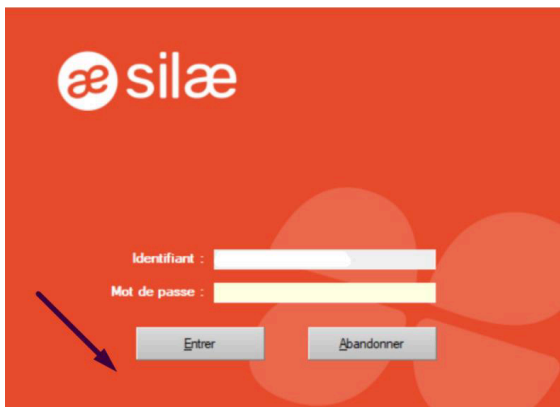 æ silæ
Identifiant :
Mot de passe :
Entrer Abandonner